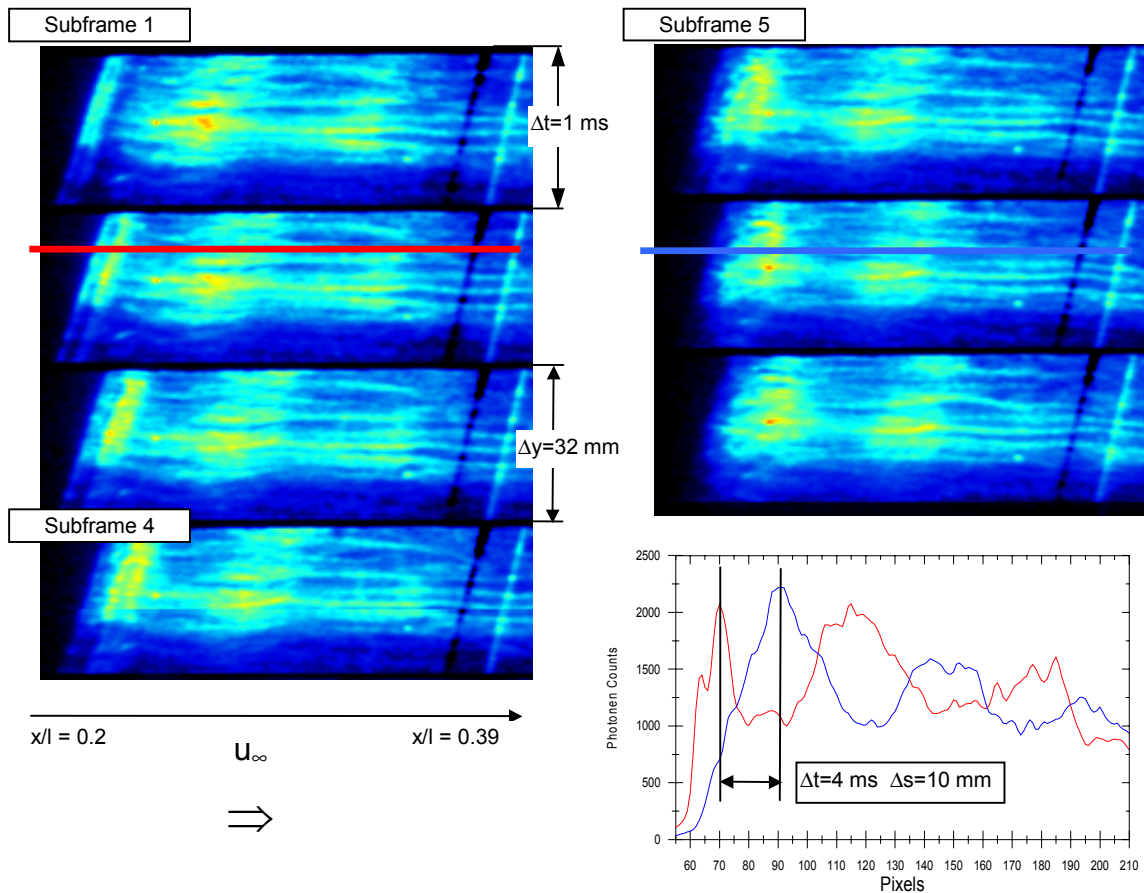 Subframe 1
Δt=1 ms
Δy=32 mm
Subframe 4
x/l = 0.2
x/l = 0.39
u∞
⇒
Subframe 5
2500
2000
1500
1000
500
0
Photonen Counts
Δt=4 ms Δs=10 mm
55 60 70 80 90 100 110 120 130 140 150 160 170 180 190 200 210
Pixels